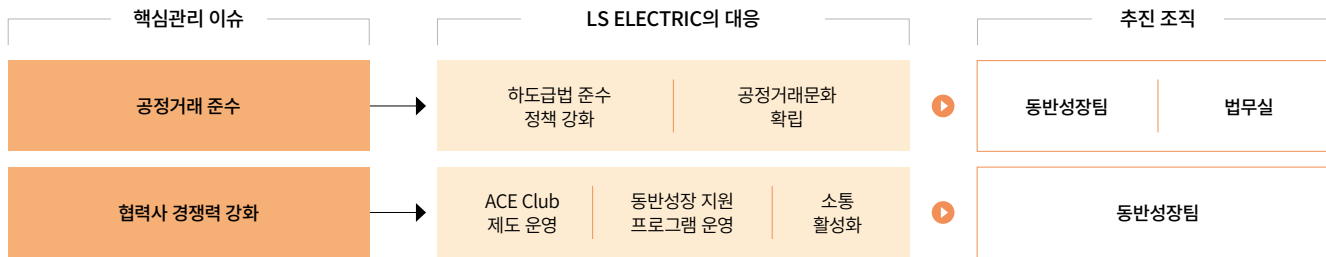 핵심관리 이슈
LS ELECTRIC의 대응
추진 조직
공정거래 준수
하도급법 준수
정책 강화
공정거래문화
확립
동반성장팀
법무실
협력사 경쟁력 강화
ACE Club
제도 운영
동반성장 지원
프로그램 운영
소통
활성화
동반성장팀